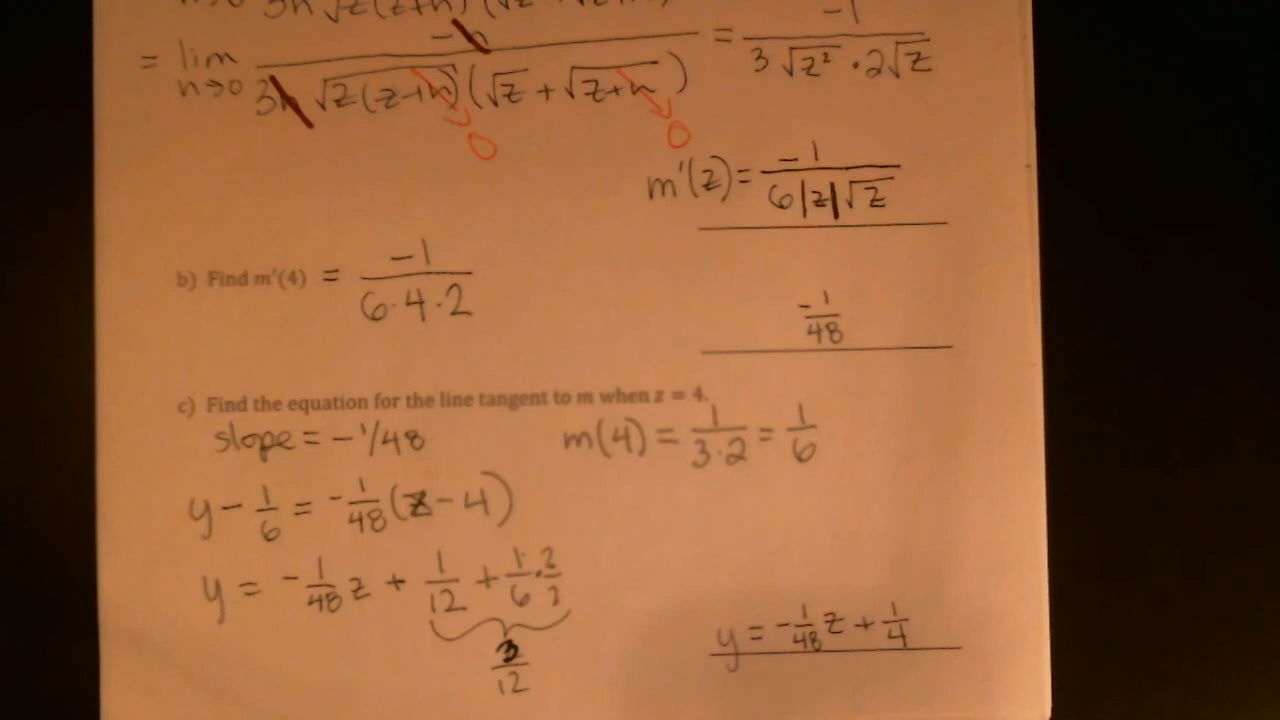 3h √z(z+h) (√z
= lim h→0 -h / 3h √z(z+h) (√z + √z+h) = -1 / 3 √z² · 2√z
0 0
m'(z) = -1 / 6|z|√z
b) Find m'(4) = -1 / 6·4·2
-1/48
c) Find the equation for the line tangent to m when z = 4.
slope = -1/48 m(4) = 1 / 3·2 = 1/6
y - 1/6 = -1/48 (z - 4)
y = -1/48 z + 1/12 + 1/6 · 2/2
3/12
y = -1/48 z + 1/4